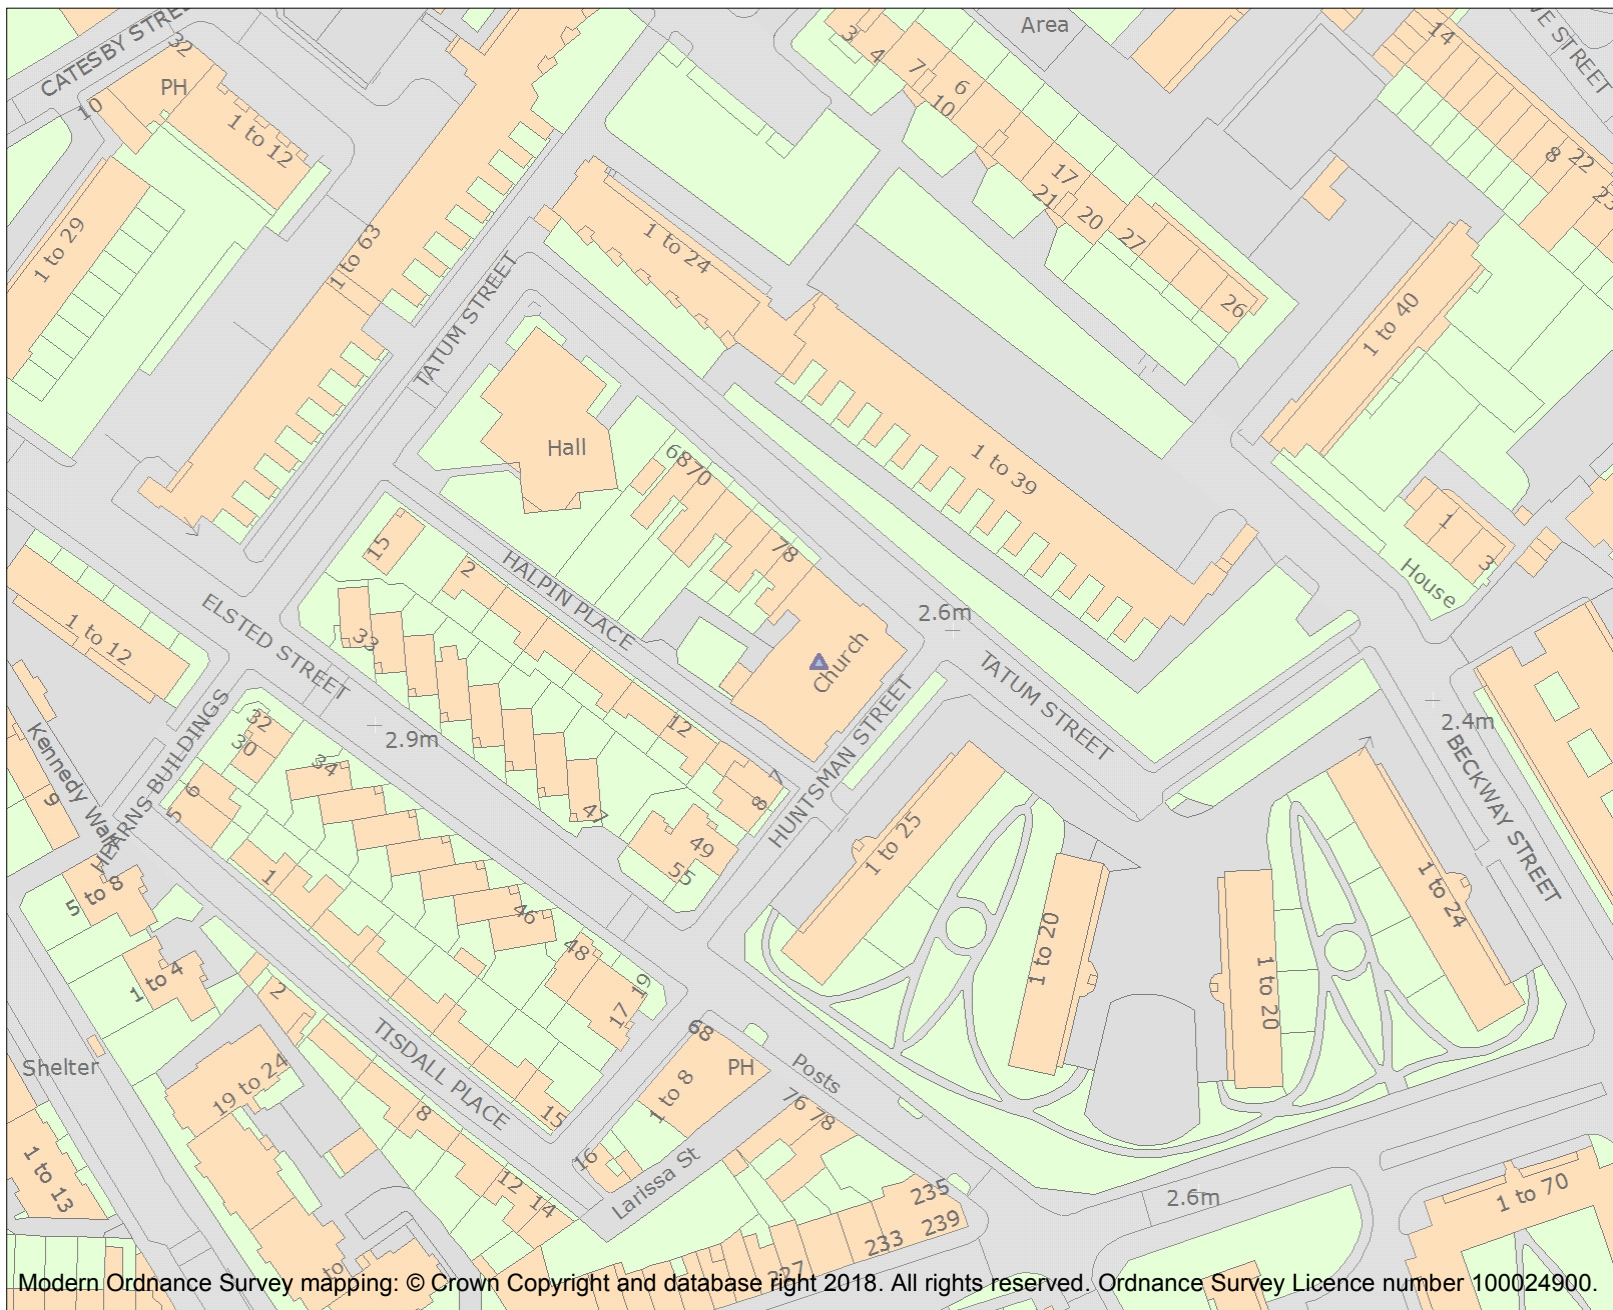 Area
CATESBY STREE
32
PH
10
1 to 12
3
4
7
6
10
14
VE STREET
17
21
20
27
26
8
22
23
1 to 29
1 to 63
1 to 24
TATUM STREET
1 to 40
Hall
6870
78
1 to 39
1
3
House
15
2
HALPIN PLACE
33
ELSTED STREET
1 to 12
2.6m
Church
TATUM STREET
2.4m
BECKWAY STREET
HUNTSMAN STREET
12
7
8
47
49
55
2.9m
32
30
34
6
5
Kennedy Walk
HEARNS BUILDINGS
9
5 to 8
1
46
48
19
17
1 to 25
1 to 20
1 to 20
1 to 24
1 to 4
2
TISDALL PLACE
68
PH
Posts
1 to 8
76 78
Shelter
19 to 24
8
15
16
Larissa St
12
14
1 to 13
235
239
233
227
2.6m
1 to 70
to
Modern Ordnance Survey mapping: © Crown Copyright and database right 2018. All rights reserved. Ordnance Survey Licence number 100024900.